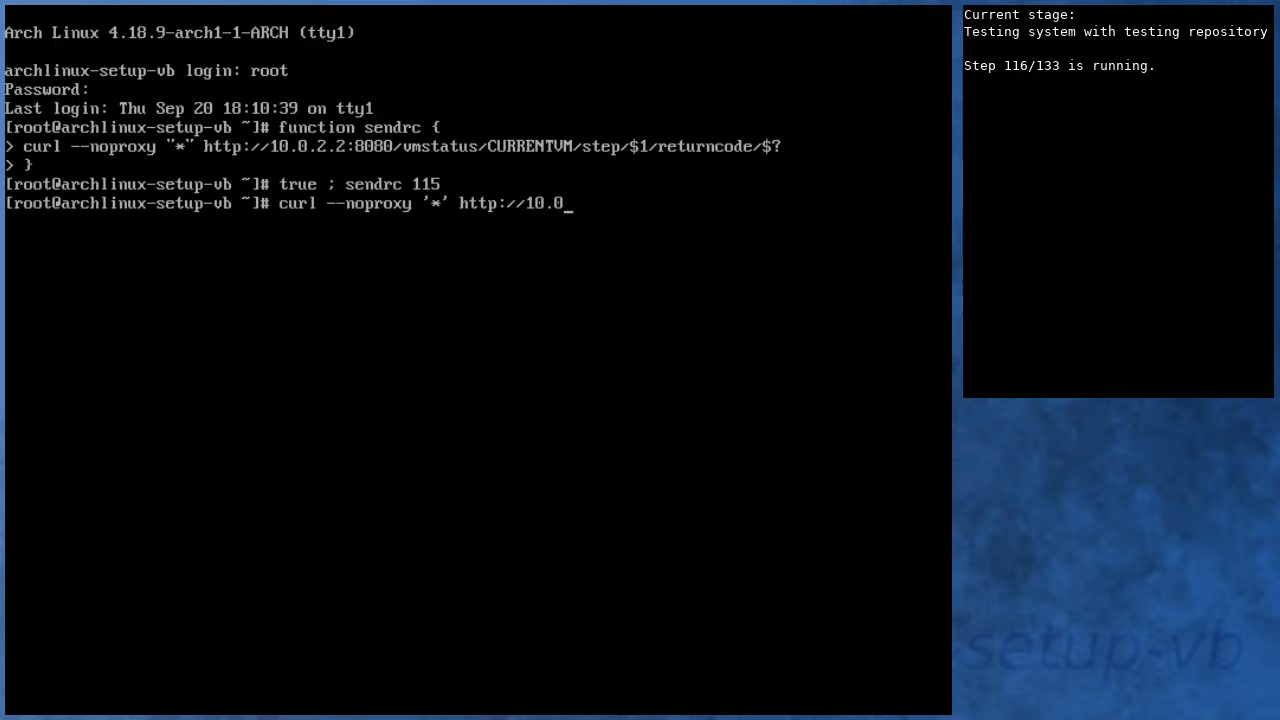 Arch Linux 4.18.9-arch1-1-ARCH (tty1)
archlinux-setup-vb login: root
Password:
Last login: Thu Sep 20 18:10:39 on tty1
[root@archlinux-setup-vb ~]# function sendrc {
> curl --noproxy "*" http://10.0.2.2:8080/vmstatus/CURRENTVM/step/$1/returncode/$?
> }
[root@archlinux-setup-vb ~]# true ; sendrc 115
[root@archlinux-setup-vb ~]# curl --noproxy '*' http://10.0_
Current stage:
Testing system with testing repository
Step 116/133 is running.
-setup-vb